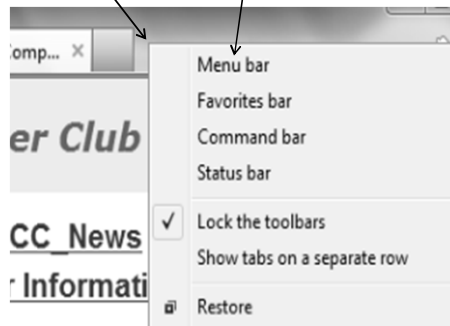 omp... ×
Menu bar
Favorites bar
er Club
Command bar
Status bar
Lock the toolbars
CC_News
Show tabs on a separate row
r Informati
Restore